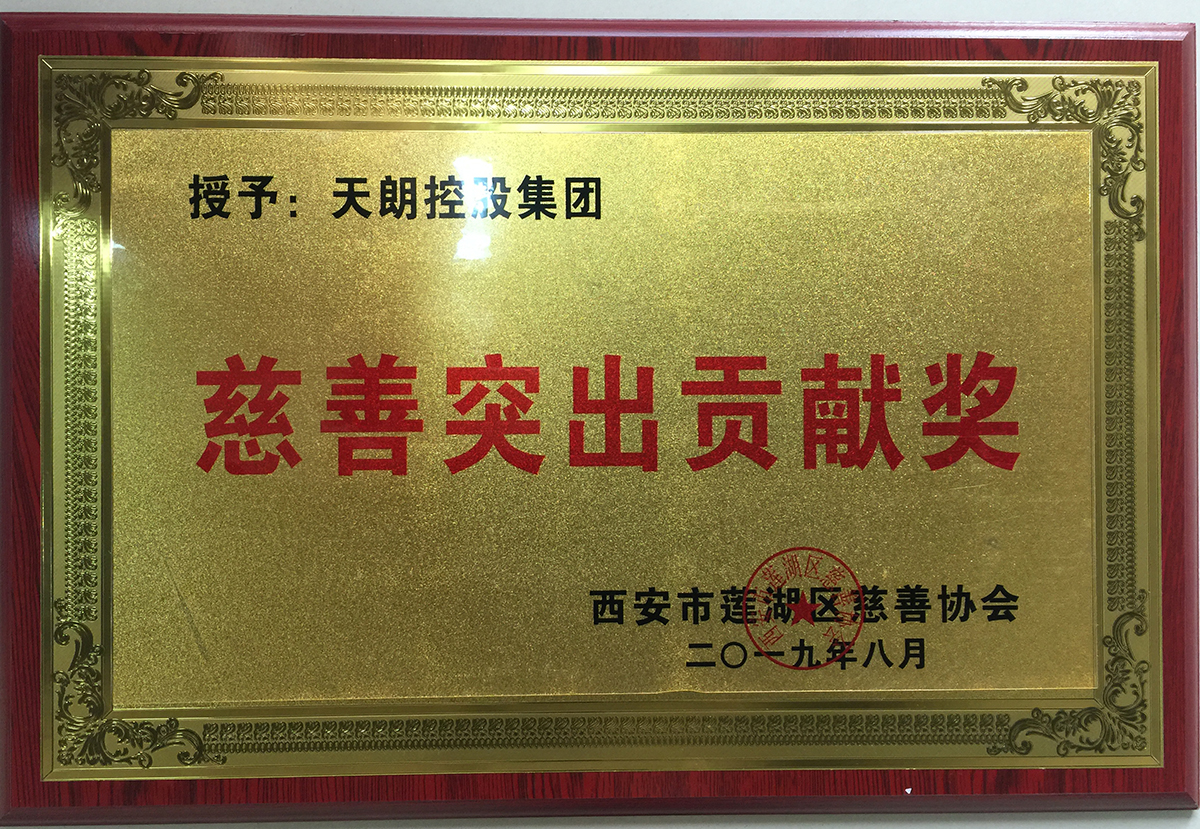 授予：天朗控股集团
慈善突出贡献奖
西安市莲湖区慈善协会
二〇一九年八月